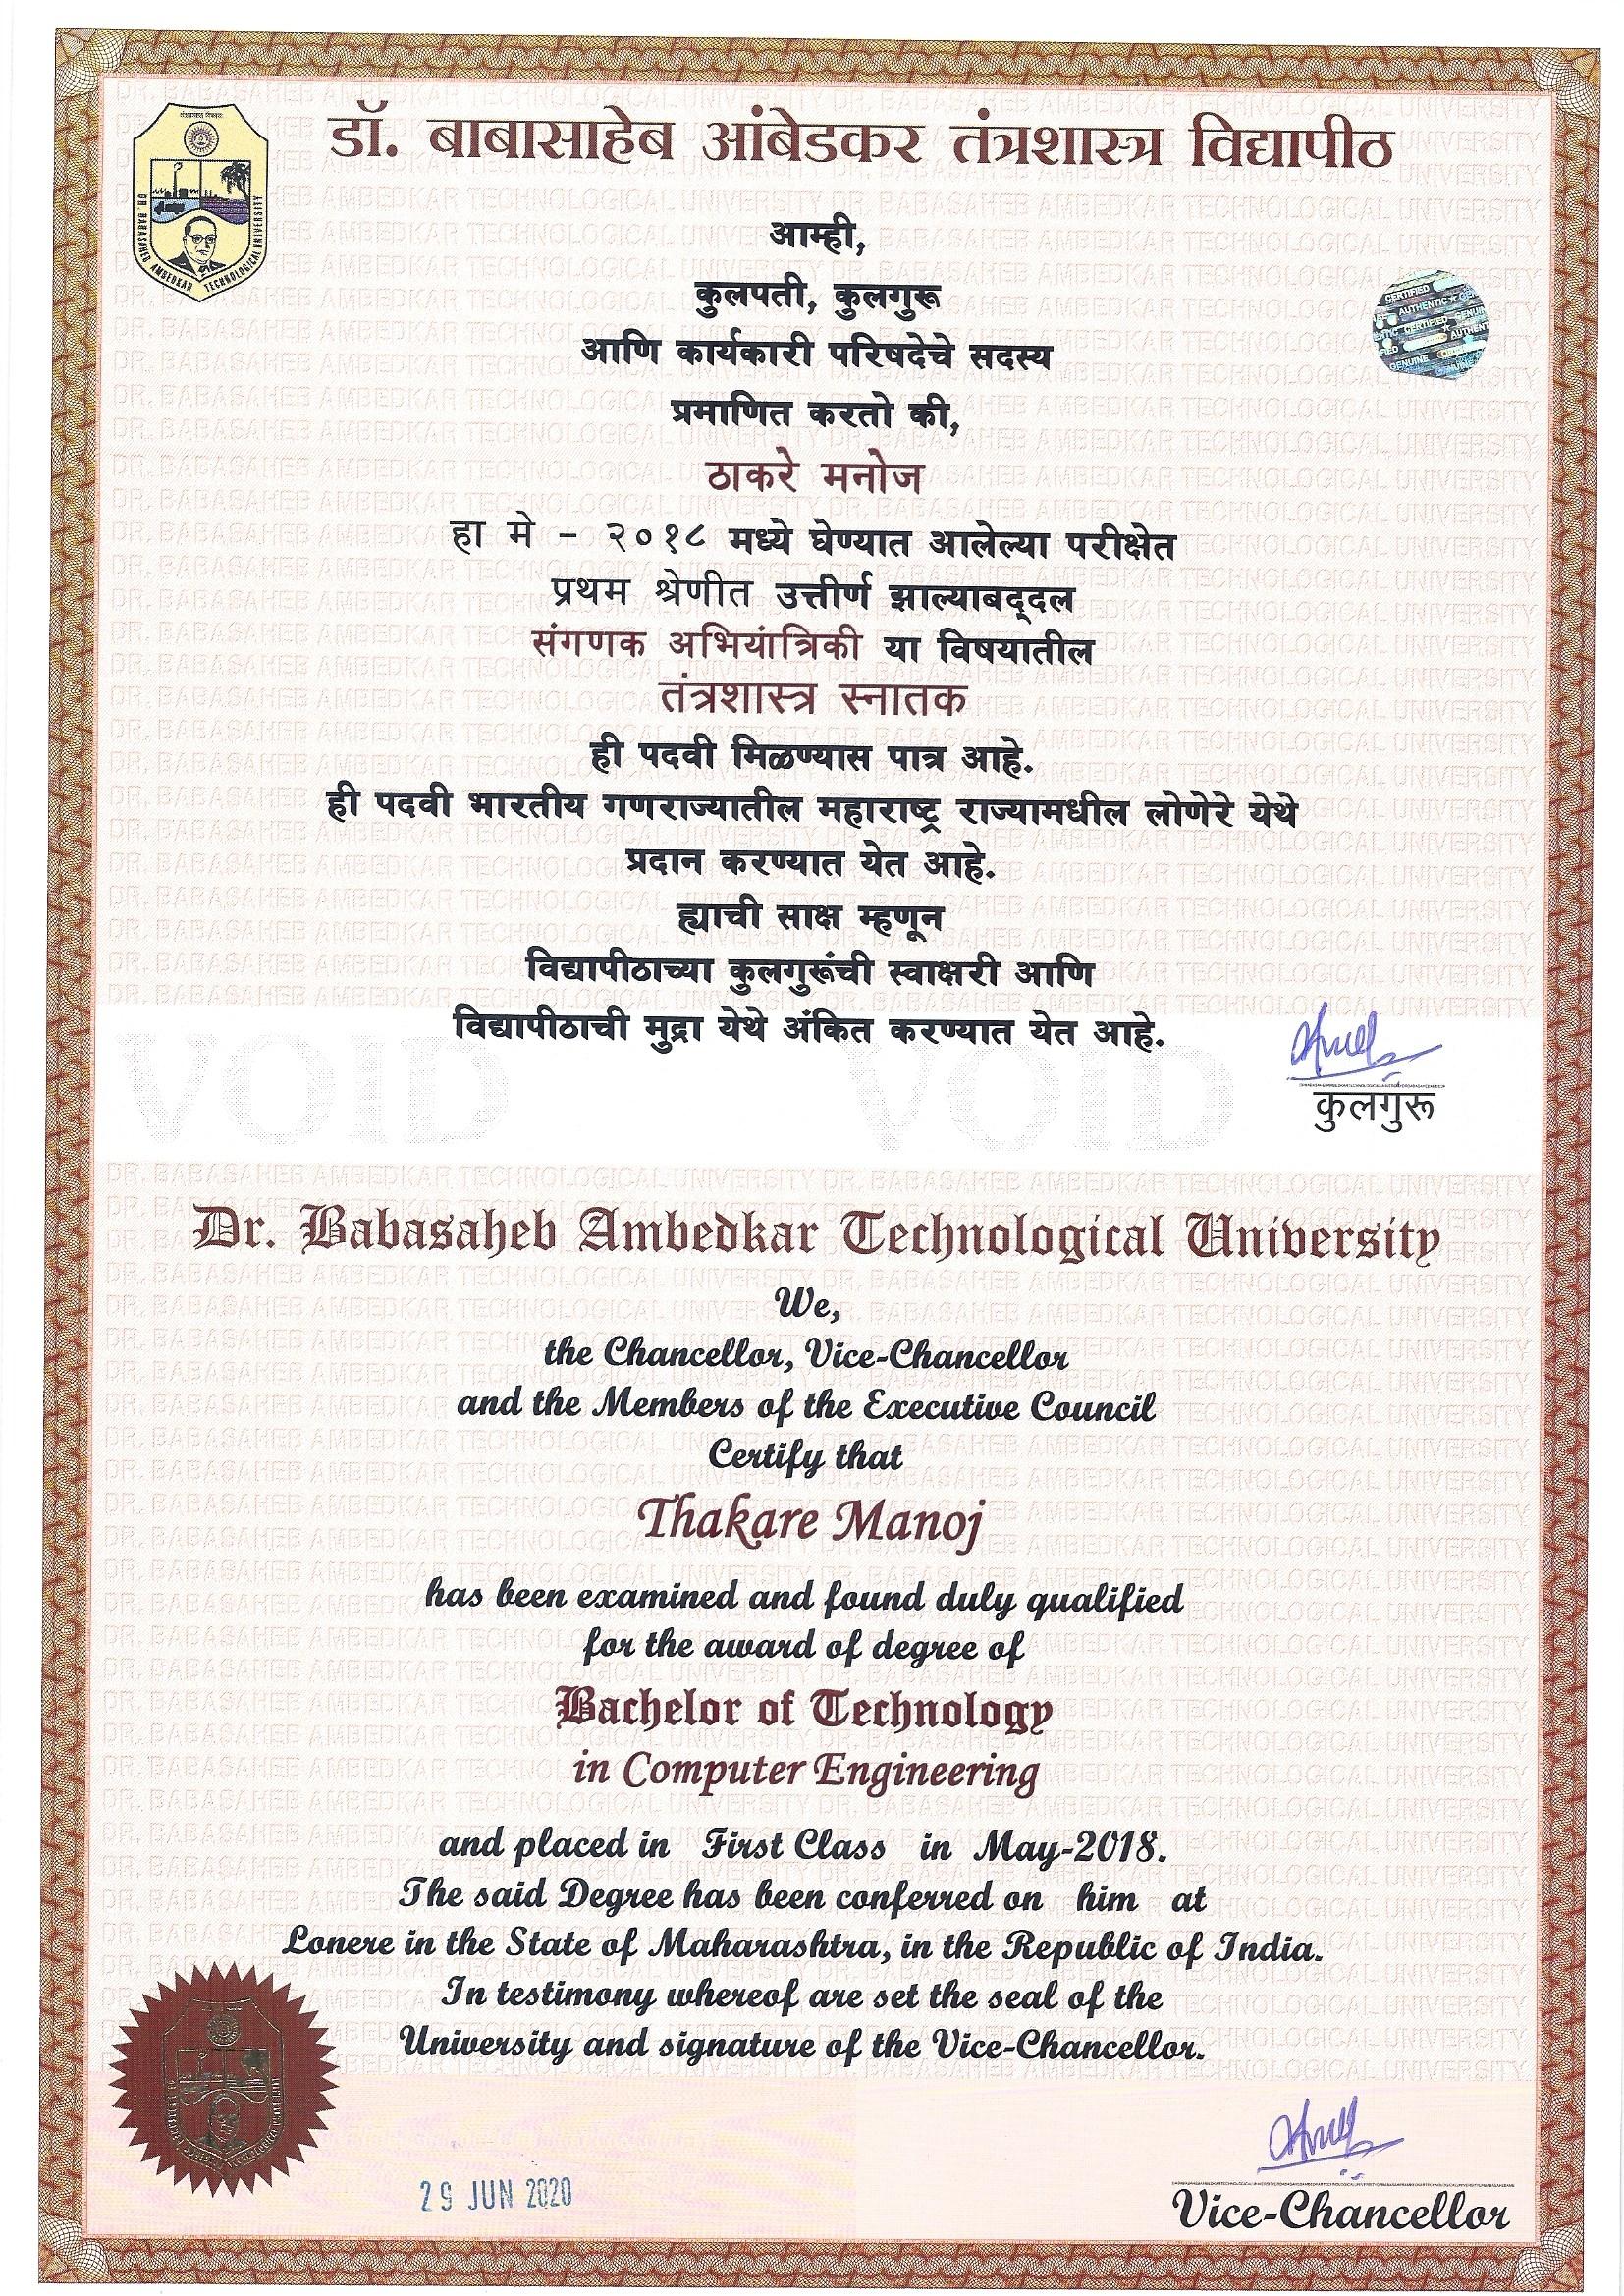 डॉ. बाबासाहेब आंबेडकर तंत्रशास्त्र विद्यापीठ
DR. BABASAHEB AMBEDKAR TECHNOLOGICAL UNIVERSITY
आम्ही,
कुलपती, कुलगुरू
CERTIFIED
AUTHENTIC
GENUINE
आणि कार्यकारी परिषदेचे सदस्य
प्रमाणित करतो की,
ठाकरे मनोज
हा मे - २०१८ मध्ये घेण्यात आलेल्या परीक्षेत
प्रथम श्रेणीत उत्तीर्ण झाल्याबद्दल
संगणक अभियांत्रिकी या विषयातील
तंत्रशास्त्र स्नातक
ही पदवी मिळण्यास पात्र आहे.
ही पदवी भारतीय गणराज्यातील महाराष्ट्र राज्यामधील लोणेरे येथे
प्रदान करण्यात येत आहे.
ह्याची साक्ष म्हणून
विद्यापीठाच्या कुलगुरूंची स्वाक्षरी आणि
विद्यापीठाची मुद्रा येथे अंकित करण्यात येत आहे.
VOID VOID
कुलगुरू
Dr. Babasaheb Ambedkar Technological University
We,
the Chancellor, Vice-Chancellor
and the Members of the Executive Council
Certify that
Thakare Manoj
has been examined and found duly qualified
for the award of degree of
Bachelor of Technology
in Computer Engineering
and placed in First Class in May-2018.
The said Degree has been conferred on him at
Lonere in the State of Maharashtra, in the Republic of India.
In testimony whereof are set the seal of the
University and signature of the Vice-Chancellor.
29 JUN 2020
Vice-Chancellor